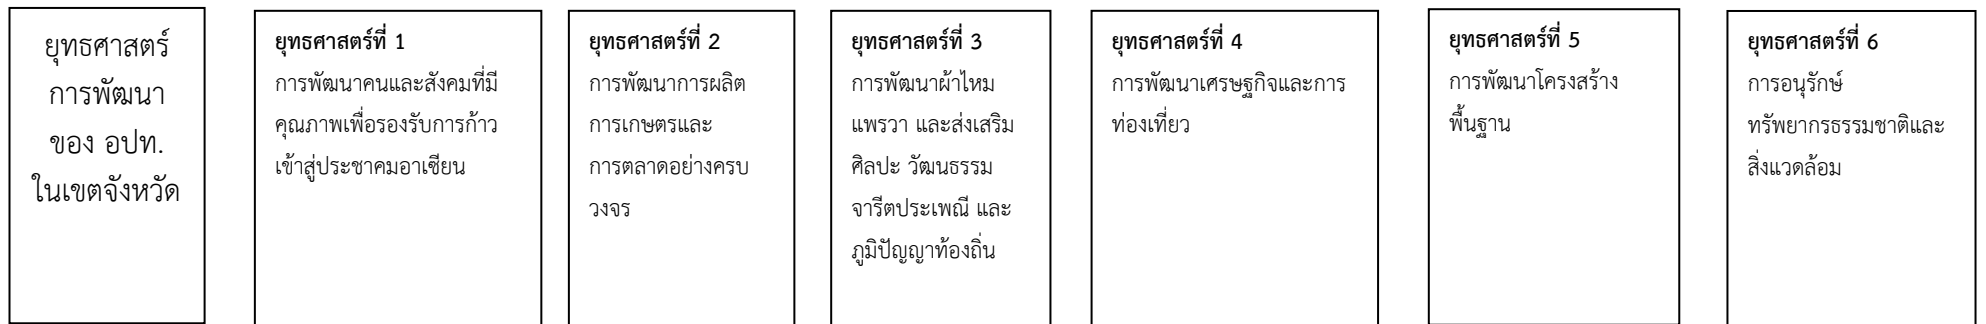 ยุทธศาสตร์
การพัฒนา
ของ อปท.
ในเขตจังหวัด
ยุทธศาสตร์ที่ 1
การพัฒนาคนและสังคมที่มี
คุณภาพเพื่อรองรับการก้าว
เข้าสู่ประชาคมอาเซียน
ยุทธศาสตร์ที่ 2
การพัฒนาการผลิต
การเกษตรและ
การตลาดอย่างครบ
วงจร
ยุทธศาสตร์ที่ 3
การพัฒนาผ้าไหม
แพรวา และส่งเสริม
ศิลปะ วัฒนธรรม
จารีตประเพณี และ
ภูมิปัญญาท้องถิ่น
ยุทธศาสตร์ที่ 4
การพัฒนาเศรษฐกิจและการ
ท่องเที่ยว
ยุทธศาสตร์ที่ 5
การพัฒนาโครงสร้าง
พื้นฐาน
ยุทธศาสตร์ที่ 6
การอนุรักษ์
ทรัพยากรธรรมชาติและ
สิ่งแวดล้อม